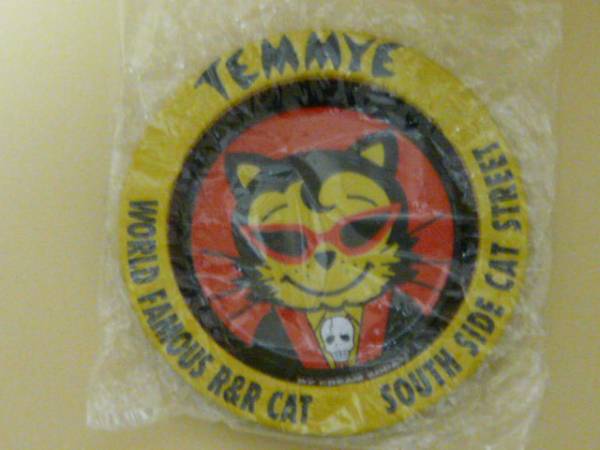 TEMMYE
WORLD FAMOUS R&R CAT
SOUTH SIDE CAT STREET